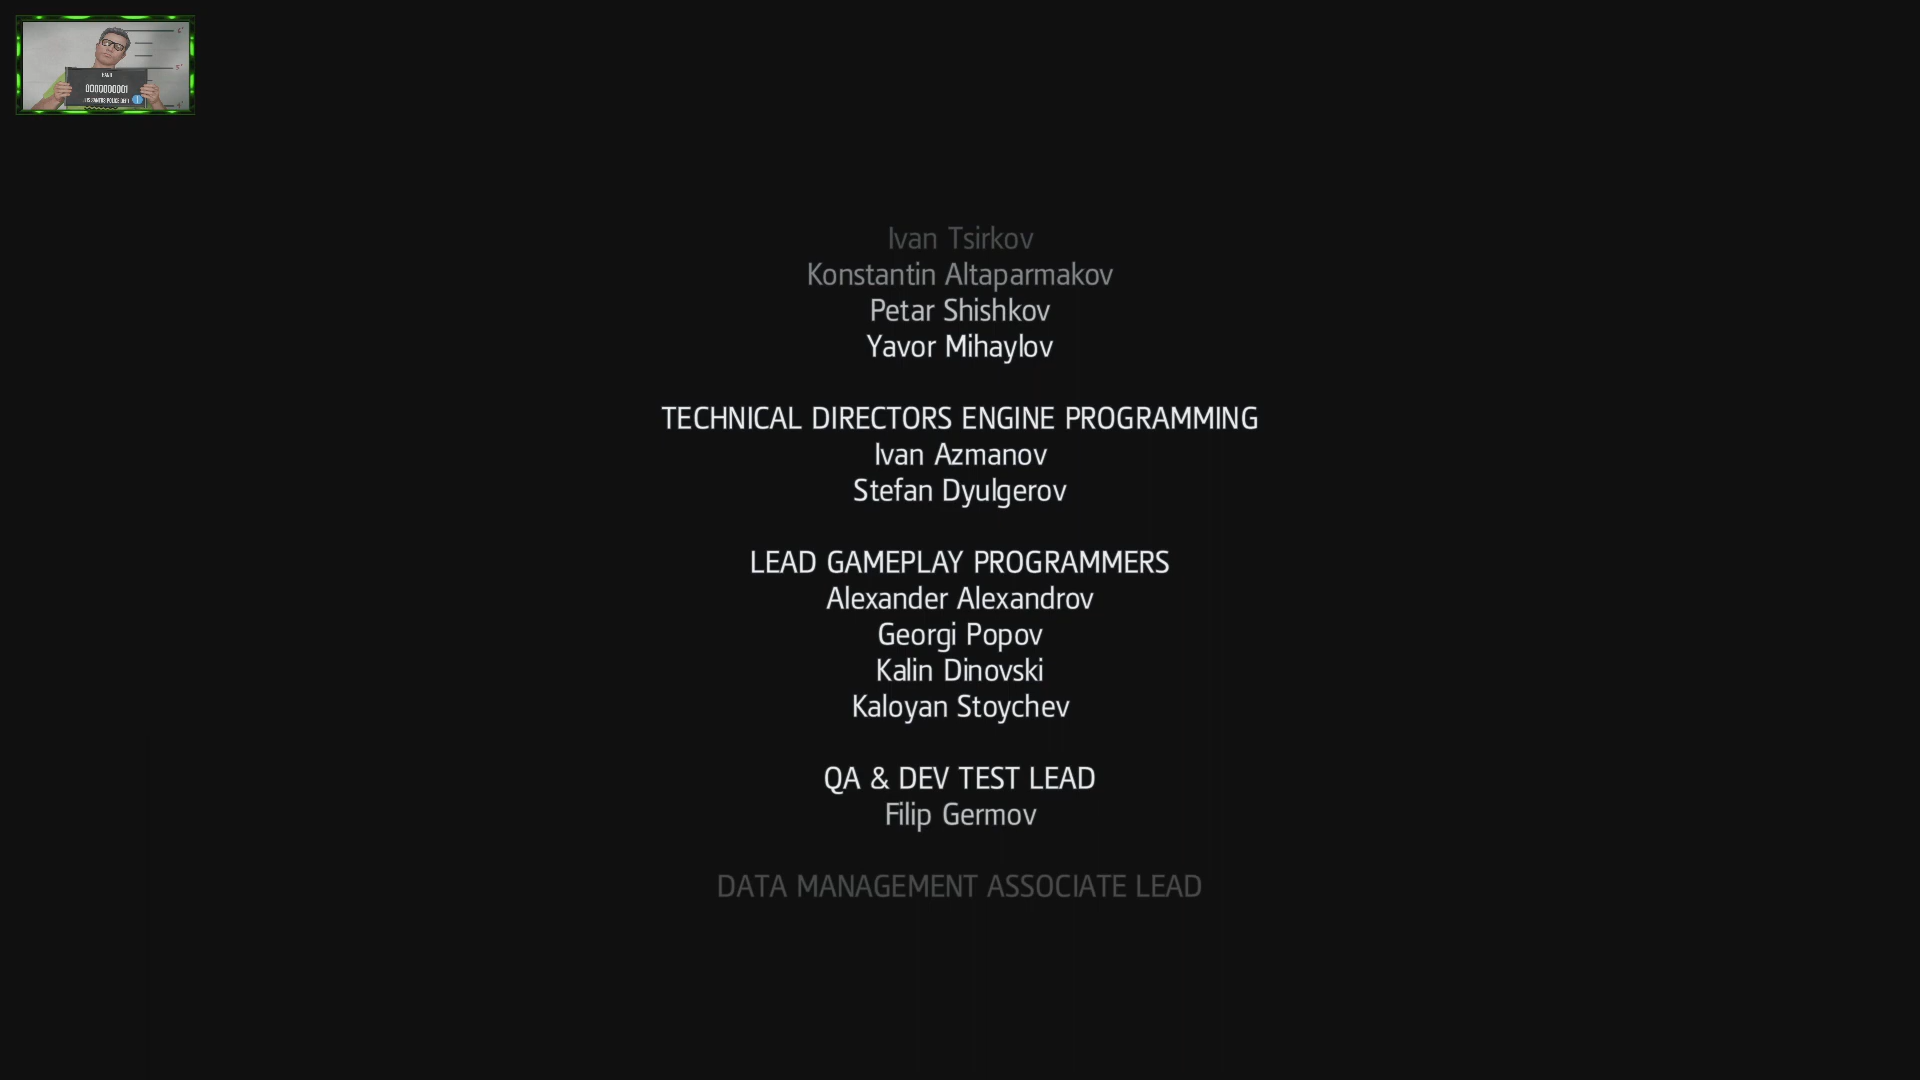 0000000001
Ivan Tsirkov
Konstantin Altaparmakov
Petar Shishkov
Yavor Mihaylov
TECHNICAL DIRECTORS ENGINE PROGRAMMING
Ivan Azmanov
Stefan Dyulgerov
LEAD GAMEPLAY PROGRAMMERS
Alexander Alexandrov
Georgi Popov
Kalin Dinovski
Kaloyan Stoychev
QA & DEV TEST LEAD
Filip Germov
DATA MANAGEMENT ASSOCIATE LEAD